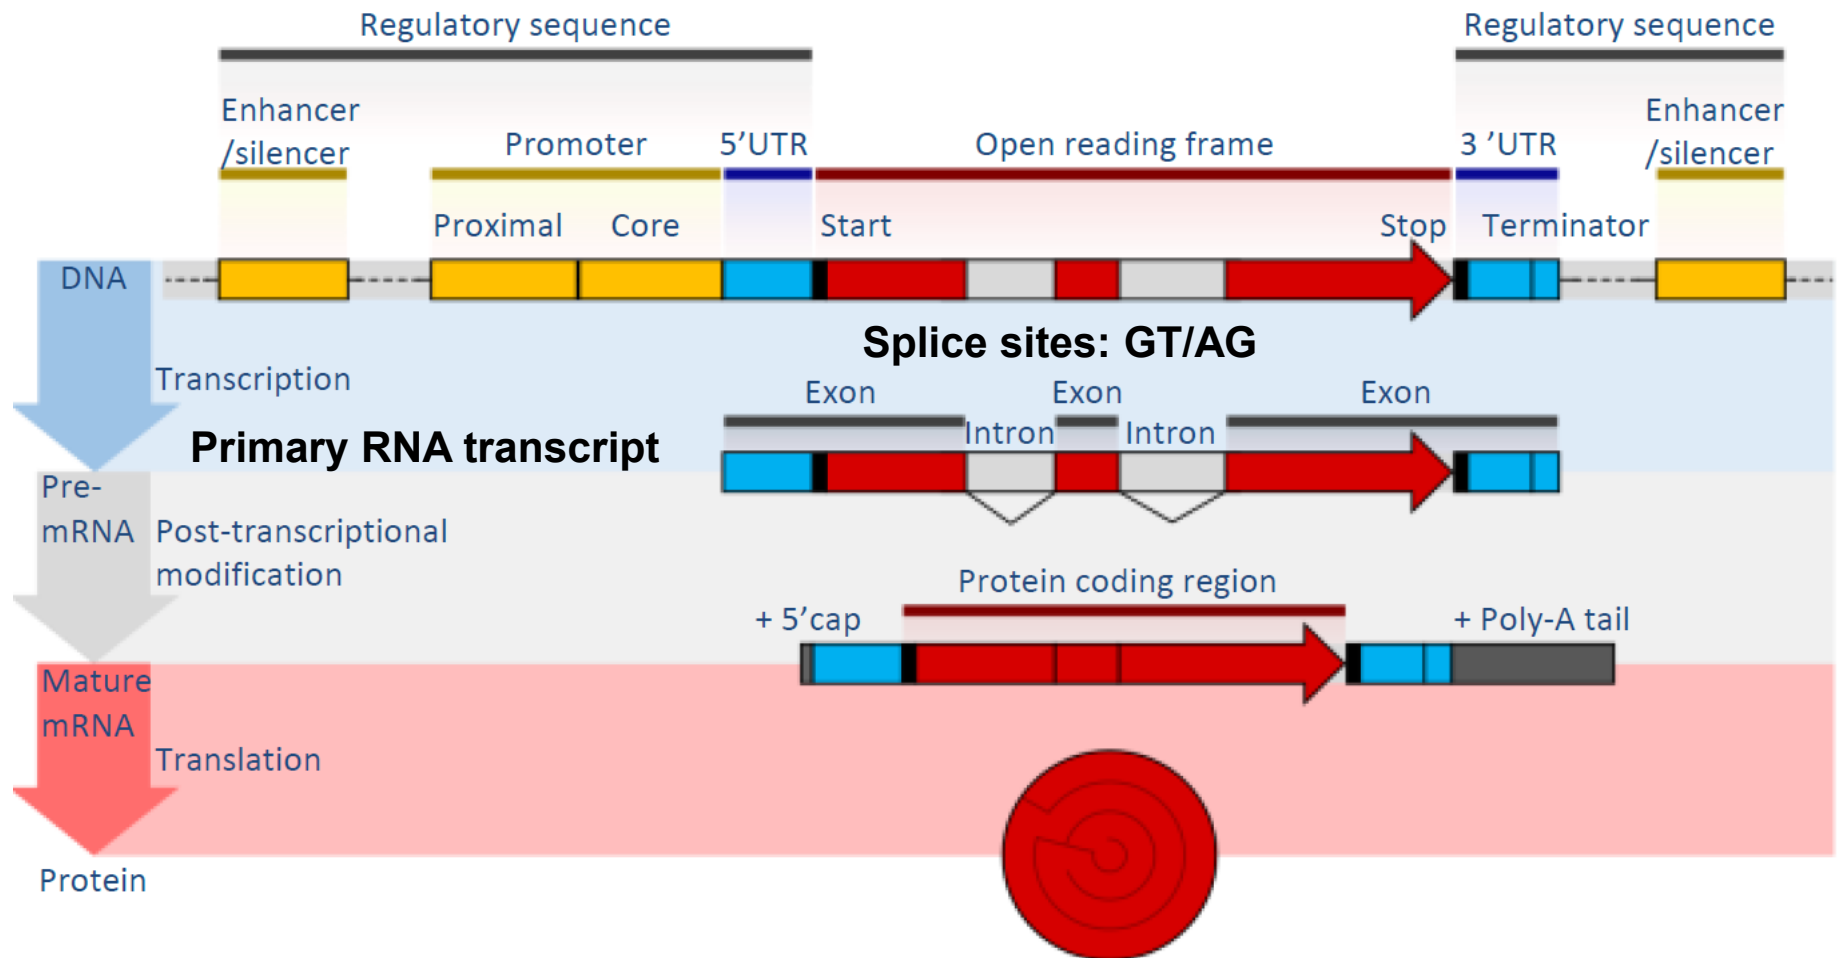 Regulatory sequence
Regulatory sequence
Enhancer
/silencer
Promoter
5’UTR
Open reading frame
3 ’UTR
Enhancer
/silencer
Proximal
Core
Start
Stop
Terminator
DNA
Splice sites: GT/AG
Transcription
Exon
Exon
Exon
Primary RNA transcript
Intron
Intron
Pre-
mRNA
Post-transcriptional
modification
Protein coding region
+ 5’cap
+ Poly-A tail
Mature
mRNA
Translation
Protein